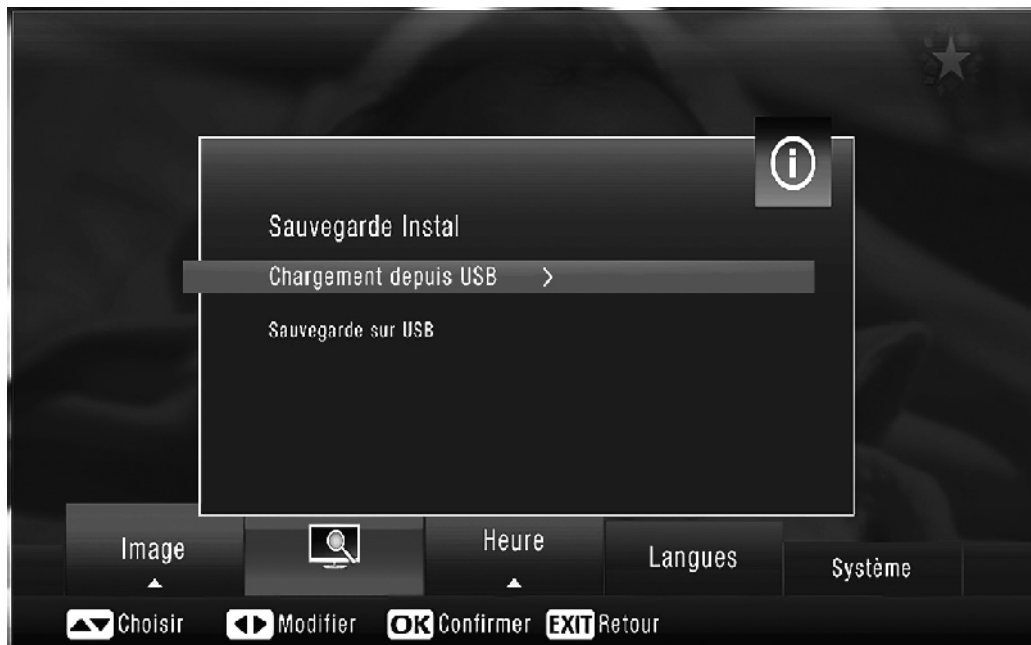 Sauvegarde Instal
Chargement depuis USB >
Sauvegarde sur USB
Image
Heure
Langues
Système
Choisir Modifier OK Confirmer EXIT Retour